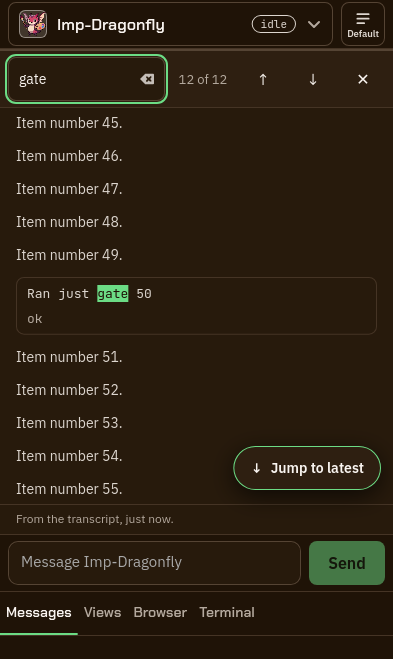 Imp-Dragonfly
idle
Default
gate
12 of 12
↑
↓
✕
Item number 45.
Item number 46.
Item number 47.
Item number 48.
Item number 49.
Ran just gate 50
ok
Item number 51.
Item number 52.
Item number 53.
Item number 54.
Item number 55.
↓ Jump to latest
From the transcript, just now.
Message Imp-Dragonfly
Send
Messages Views Browser Terminal